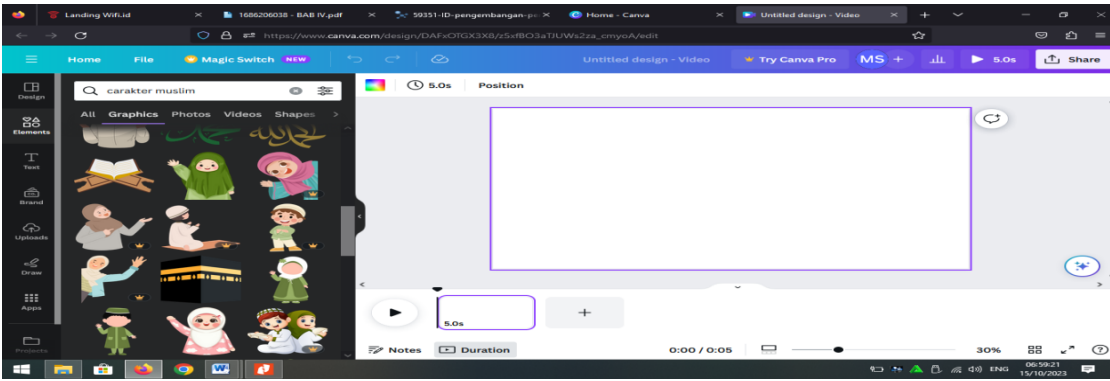 Landing Wifi.id
1686206038 - BAB IV.pdf
59351-ID-pengembangan-pe
Home - Canva
Untitled design - Video
https://www.canva.com/design/DAFxOTGX3X8/z5xfBO3aTJUWs2za_cmyoA/edit
Home File Magic Switch NEW Untitled design - Video Try Canva Pro MS + 5.0s Share
Design
carakter muslim
5.0s Position
All Graphics Photos Videos Shapes
Elements
Text
Brand
Uploads
Draw
Apps
Projects
5.0s
Notes Duration 0:00 / 0:05 30%
ENG 06:59:21
15/10/2023